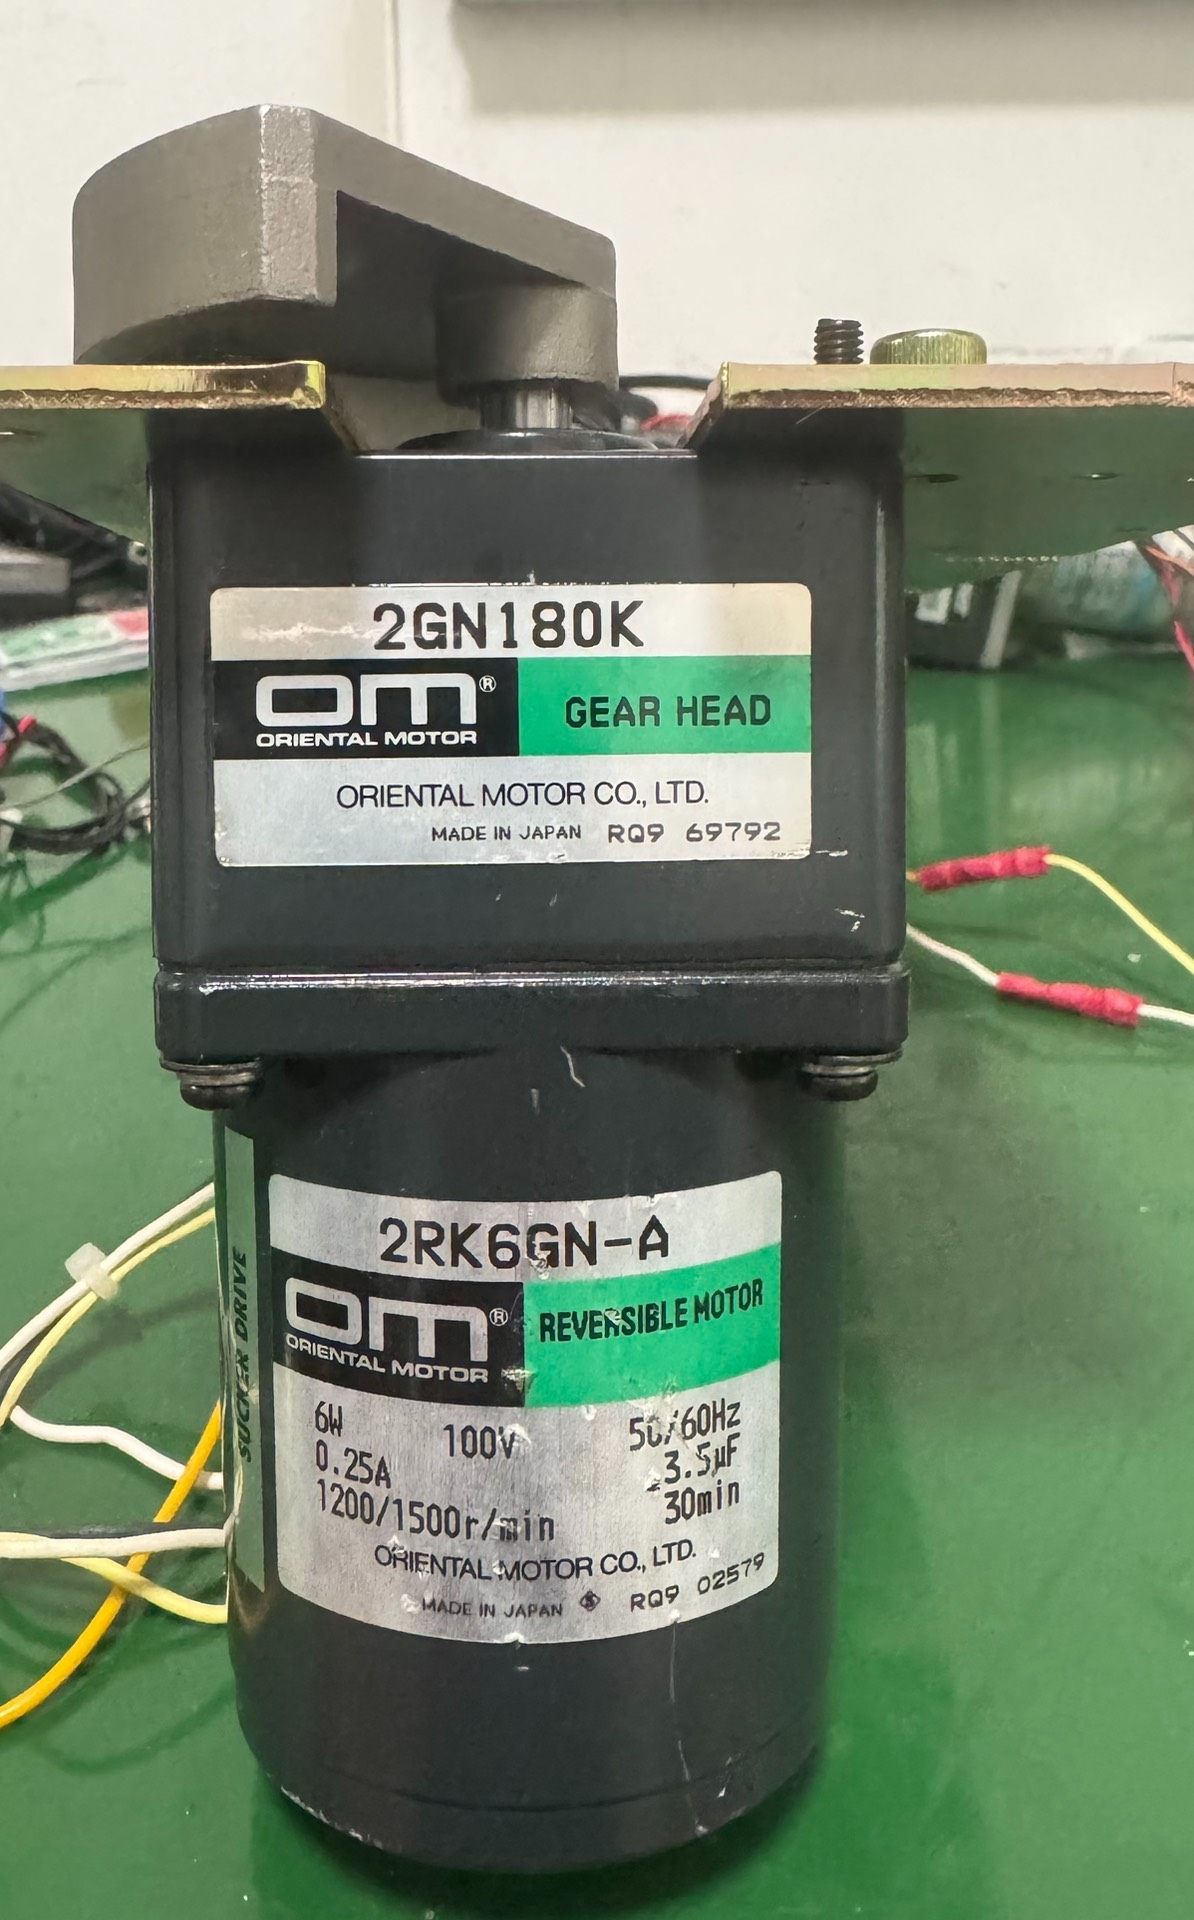 2GN180K
OM® ORIENTAL MOTOR
GEAR HEAD
ORIENTAL MOTOR CO., LTD.
MADE IN JAPAN RQ9 69792
SUCKER DRIVE
2RK6GN-A
OM® ORIENTAL MOTOR
REVERSIBLE MOTOR
6W 100V 50/60Hz
0.25A 3.5µF
1200/1500r/min 30min
ORIENTAL MOTOR CO., LTD.
MADE IN JAPAN RQ9 02579